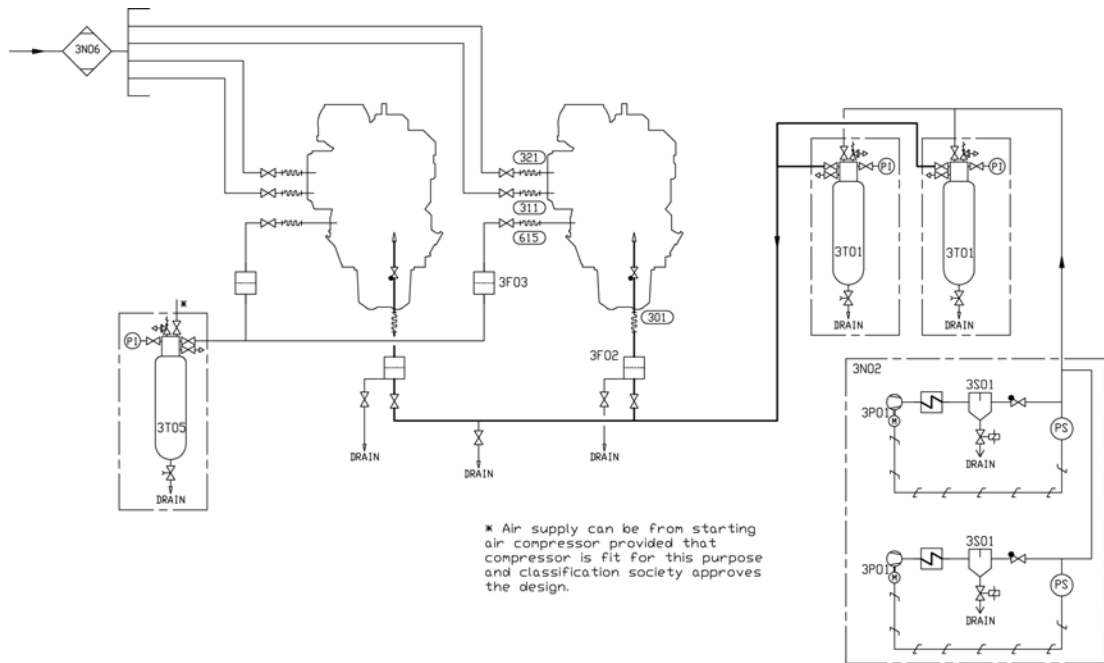 3N06
321
311
615
3F03
301
3F02
*
PI
3T05
DRAIN
DRAIN
DRAIN
DRAIN
PI
3T01
DRAIN
PI
3T01
DRAIN
3N02
3S01
3P01
M
PS
DRAIN
3S01
3P01
M
PS
DRAIN
* Air supply can be from starting
air compressor provided that
compressor is fit for this purpose
and classification society approves
the design.